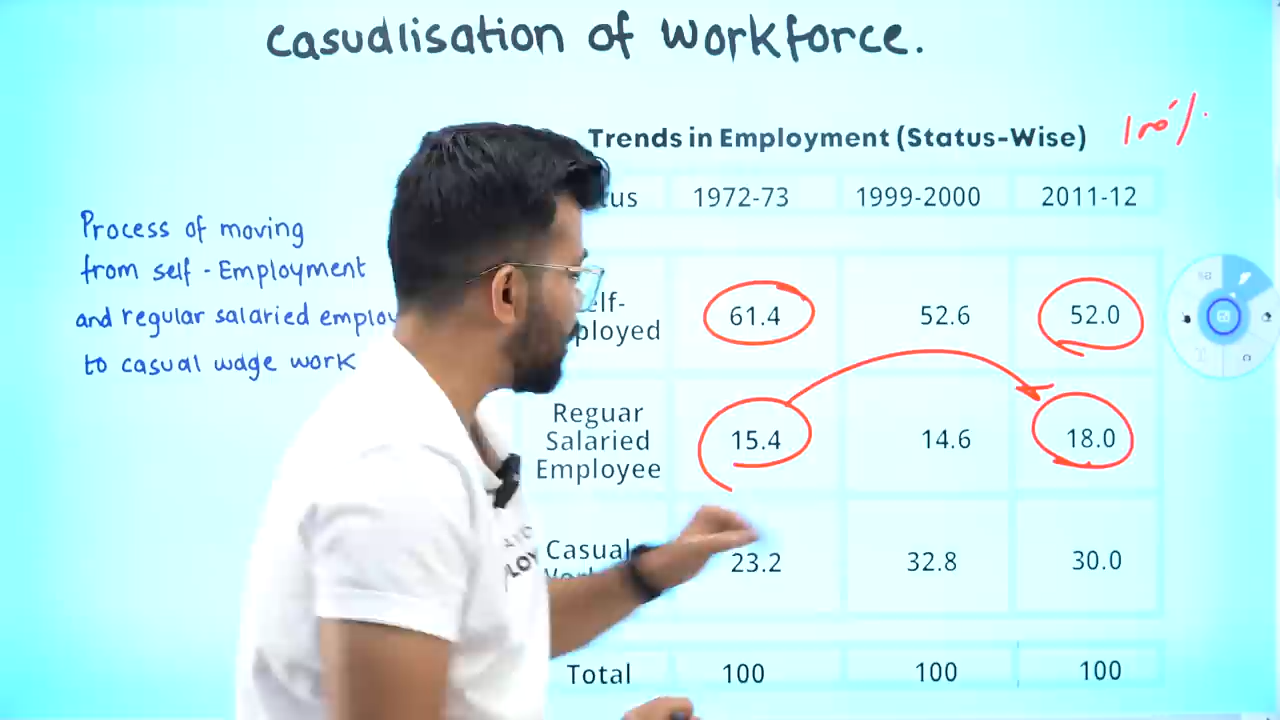 Casualisation of workforce.
Trends in Employment (Status-Wise)
100%
1972-73 1999-2000 2011-12
Process of moving
from self - Employment
and regular salaried
to casual wage work
61.4 52.6 52.0
Reguar
Salaried
Employee
15.4 14.6 18.0
Casual
23.2 32.8 30.0
Total 100 100 100